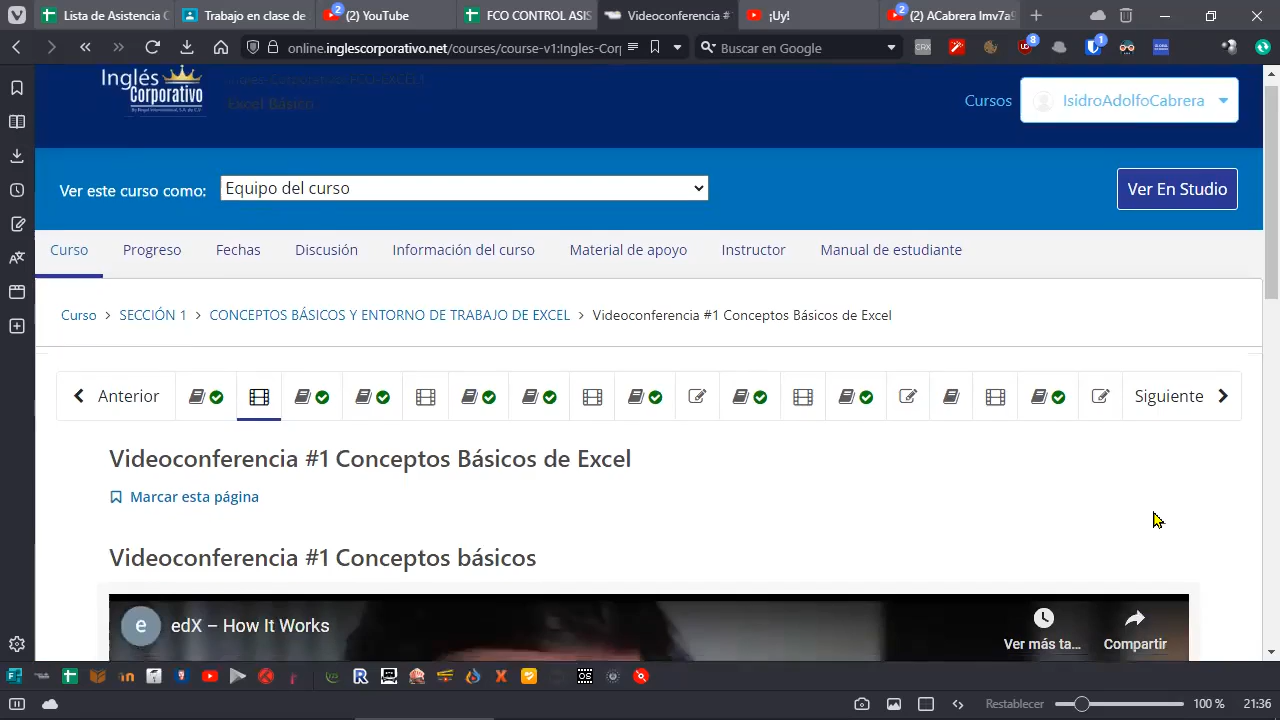 Lista de Asistencia C
Trabajo en clase de
(2) YouTube
FCO CONTROL ASIS
Videoconferencia #1
¡Uy!
(2) ACabrera Imv7a9
online.inglescorporativo.net/courses/course-v1:Ingles-Corp
Buscar en Google
CRX
8
1
Inglés
Corporativo
Excel Básico
Cursos
IsidroAdolfoCabrera
Ver este curso como:
Equipo del curso
Ver En Studio
Curso
Progreso
Fechas
Discusión
Información del curso
Material de apoyo
Instructor
Manual de estudiante
Curso > SECCIÓN 1 > CONCEPTOS BÁSICOS Y ENTORNO DE TRABAJO DE EXCEL > Videoconferencia #1 Conceptos Básicos de Excel
Anterior
Siguiente
Videoconferencia #1 Conceptos Básicos de Excel
Marcar esta página
Videoconferencia #1 Conceptos básicos
e
edX – How It Works
Ver más ta...
Compartir
Restablecer
100 %
21:36